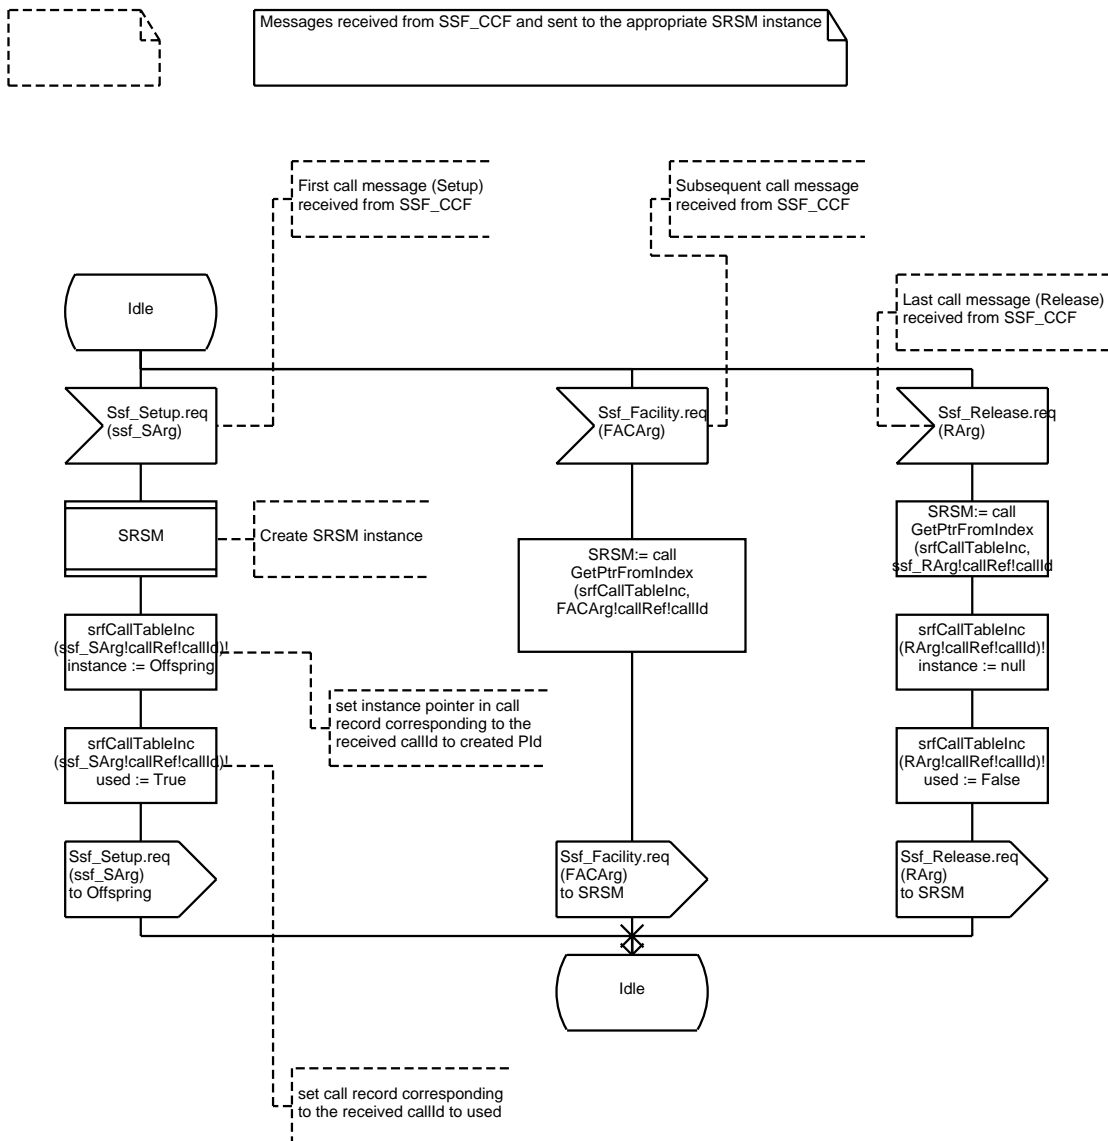 Messages received from SSF_CCF and sent to the appropriate SRSM instance
First call message (Setup)
received from SSF_CCF
Subsequent call message
received from SSF_CCF
Last call message (Release)
received from SSF_CCF
Idle
Ssf_Setup.req
(ssf_SArg)
Ssf_Facility.req
(FACArg)
Ssf_Release.req
(RArg)
SRSM
Create SRSM instance
SRSM:= call
GetPtrFromIndex
(srfCallTableInc,
FACArg!callRef!callId
SRSM:= call
GetPtrFromIndex
(srfCallTableInc,
ssf_RArg!callRef!callId
srfCallTableInc
(ssf_SArg!callRef!callId)!
instance := Offspring
srfCallTableInc
(RArg!callRef!callId)!
instance := null
set instance pointer in call
record corresponding to the
received callId to created PId
srfCallTableInc
(ssf_SArg!callRef!callId)!
used := True
srfCallTableInc
(RArg!callRef!callId)!
used := False
Ssf_Setup.req
(ssf_SArg)
to Offspring
Ssf_Facility.req
(FACArg)
to SRSM
Ssf_Release.req
(RArg)
to SRSM
Idle
set call record corresponding
to the received callId to used